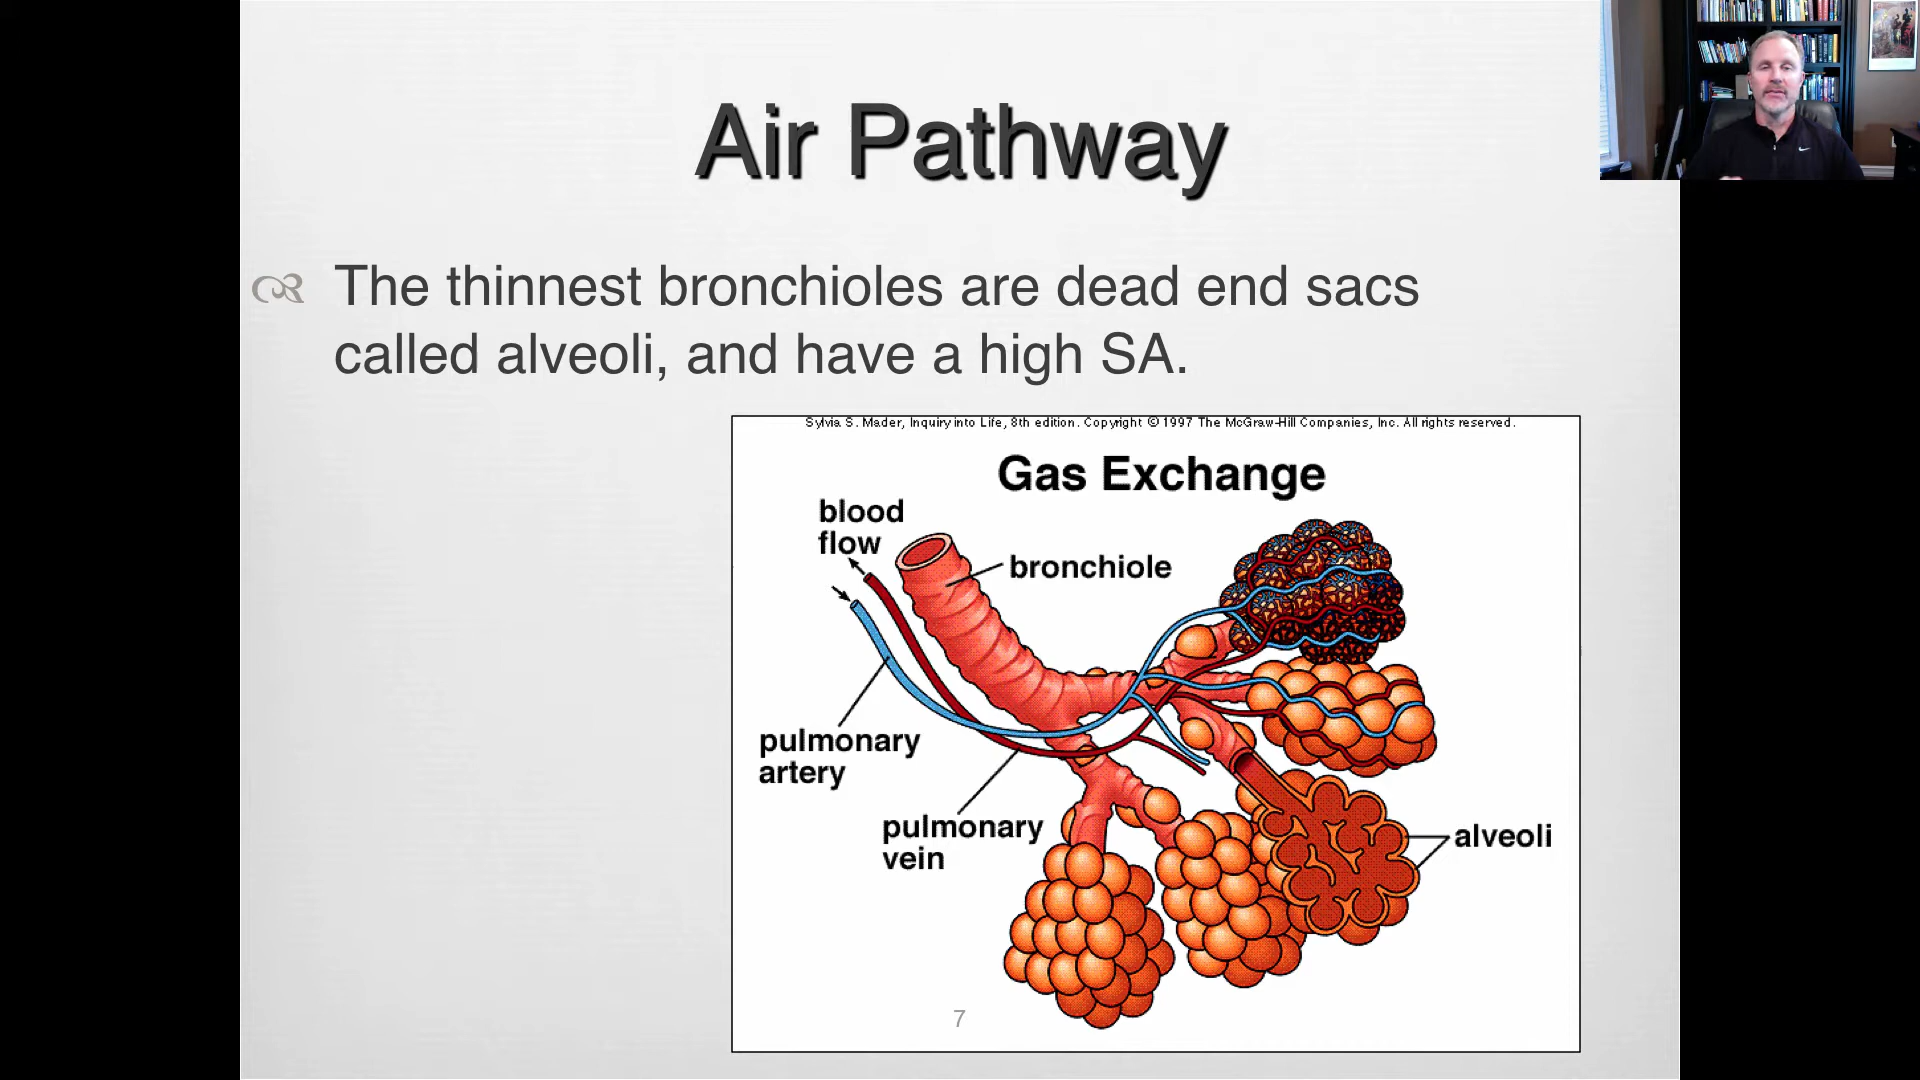 Air Pathway
The thinnest bronchioles are dead end sacs
called alveoli, and have a high SA.
Sylvia S. Mader, Inquiry into Life, 8th edition. Copyright © 1997 The McGraw-Hill Companies, Inc. All rights reserved.
Gas Exchange
blood
flow
bronchiole
pulmonary
artery
pulmonary
vein
alveoli
7